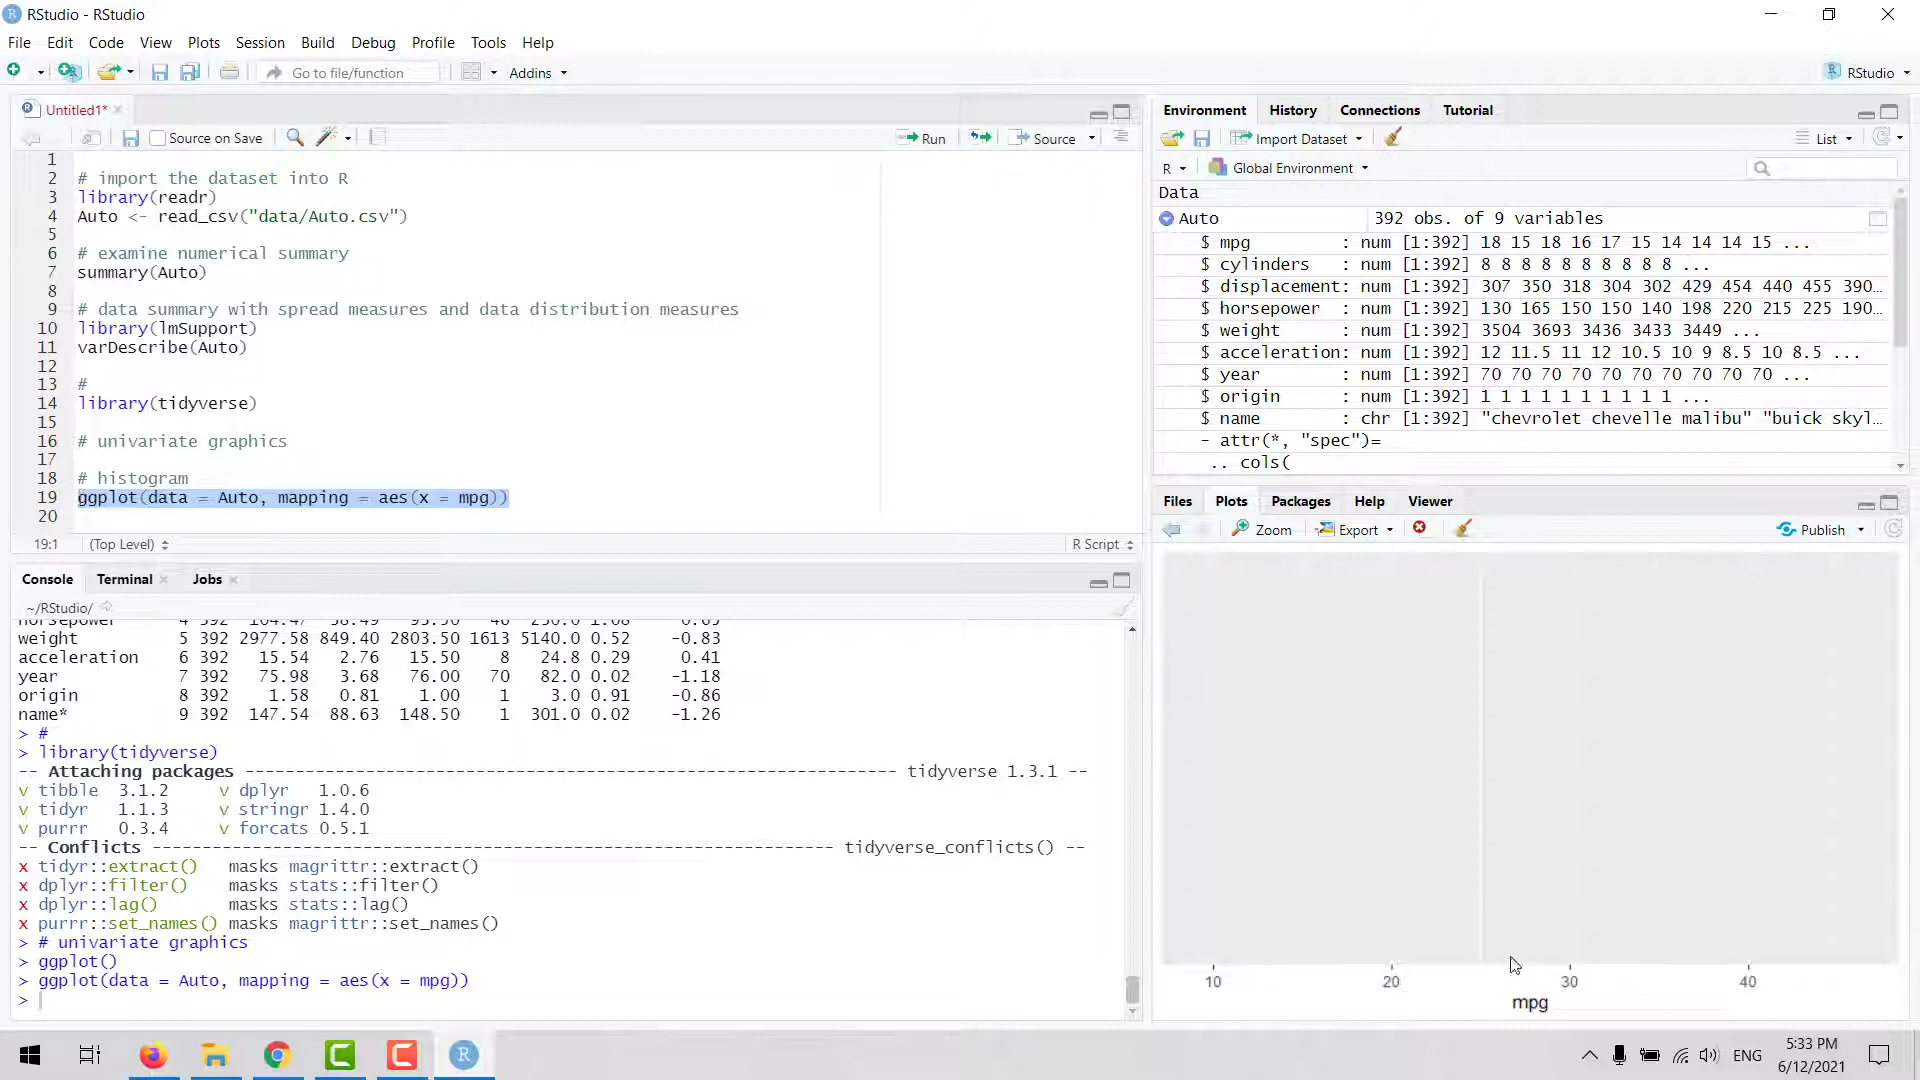 RStudio - RStudio
File Edit Code View Plots Session Build Debug Profile Tools Help
Go to file/function Addins RStudio
Untitled1*
Source on Save Run Source
1
2 # import the dataset into R
3 library(readr)
4 Auto <- read_csv("data/Auto.csv")
5
6 # examine numerical summary
7 summary(Auto)
8
9 # data summary with spread measures and data distribution measures
10 library(lmSupport)
11 varDescribe(Auto)
12
13 #
14 library(tidyverse)
15
16 # univariate graphics
17
18 # histogram
19 ggplot(data = Auto, mapping = aes(x = mpg))
20
19:1 (Top Level) R Script
Console Terminal Jobs
~/RStudio/
horsepower 4 392 104.47 38.49 93.50 46 230.0 1.08 0.65
weight 5 392 2977.58 849.40 2803.50 1613 5140.0 0.52 -0.83
acceleration 6 392 15.54 2.76 15.50 8 24.8 0.29 0.41
year 7 392 75.98 3.68 76.00 70 82.0 0.02 -1.18
origin 8 392 1.58 0.81 1.00 1 3.0 0.91 -0.86
name* 9 392 147.54 88.63 148.50 1 301.0 0.02 -1.26
> #
> library(tidyverse)
-- Attaching packages ----------------------------------------------------------------- tidyverse 1.3.1 --
v tibble 3.1.2 v dplyr 1.0.6
v tidyr 1.1.3 v stringr 1.4.0
v purrr 0.3.4 v forcats 0.5.1
-- Conflicts ----------------------------------------------------------- tidyverse_conflicts() --
x tidyr::extract() masks magrittr::extract()
x dplyr::filter() masks stats::filter()
x dplyr::lag() masks stats::lag()
x purrr::set_names() masks magrittr::set_names()
> # univariate graphics
> ggplot()
> ggplot(data = Auto, mapping = aes(x = mpg))
>
Environment History Connections Tutorial
Import Dataset List
R Global Environment
Data
Auto 392 obs. of 9 variables
$ mpg : num [1:392] 18 15 18 16 17 15 14 14 14 15 ...
$ cylinders : num [1:392] 8 8 8 8 8 8 8 8 8 8 ...
$ displacement: num [1:392] 307 350 318 304 302 429 454 440 455 390…
$ horsepower : num [1:392] 130 165 150 150 140 198 220 215 225 190…
$ weight : num [1:392] 3504 3693 3436 3433 3449 ...
$ acceleration: num [1:392] 12 11.5 11 12 10.5 10 9 8.5 10 8.5 ...
$ year : num [1:392] 70 70 70 70 70 70 70 70 70 70 ...
$ origin : num [1:392] 1 1 1 1 1 1 1 1 1 1 ...
$ name : chr [1:392] "chevrolet chevelle malibu" "buick skyl…
- attr(*, "spec")=
.. cols(
Files Plots Packages Help Viewer
Zoom Export Publish
10 20 30 40
mpg
ENG
5:33 PM
6/12/2021